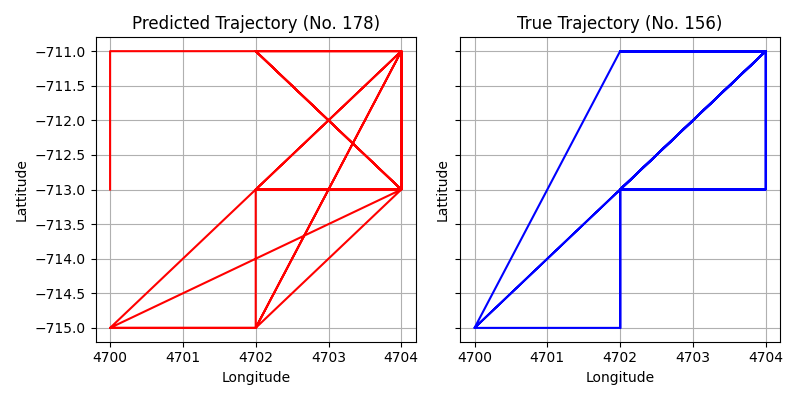 Predicted Trajectory (No. 178)
True Trajectory (No. 156)
−711.0
−711.5
−712.0
−712.5
−713.0
−713.5
−714.0
−714.5
−715.0
Lattitude
Lattitude
4700 4701 4702 4703 4704
4700 4701 4702 4703 4704
Longitude
Longitude